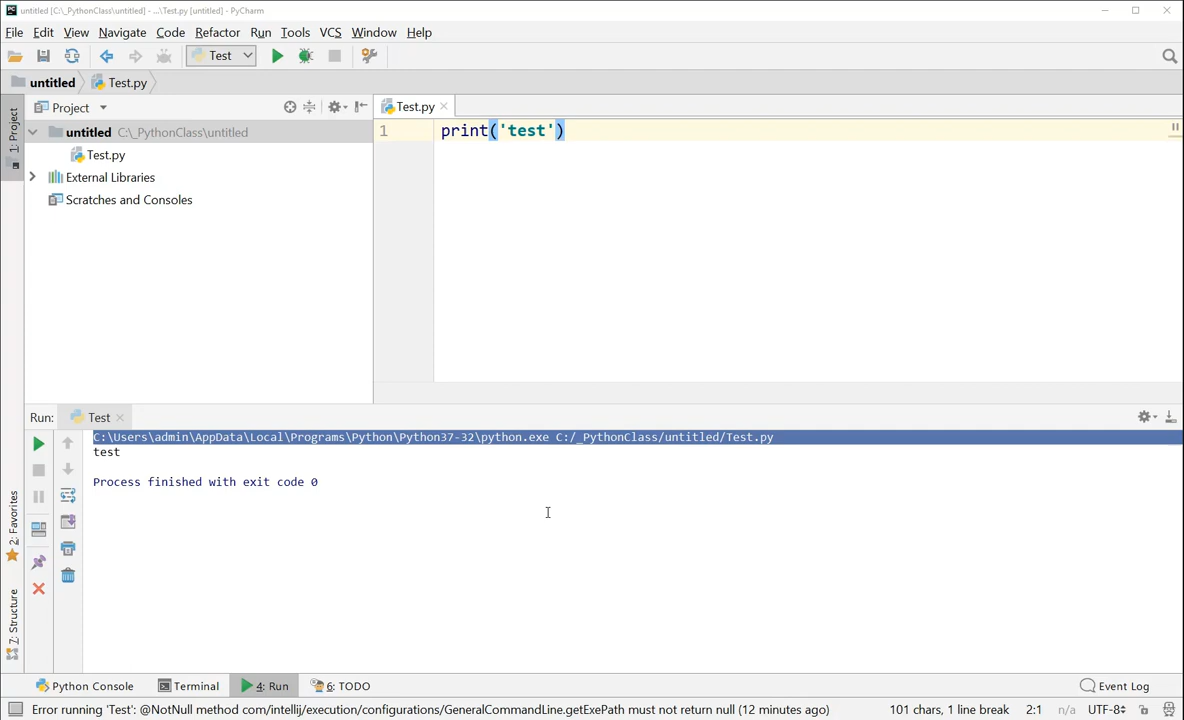 untitled [C:\_PythonClass\untitled] - ...\Test.py [untitled] - PyCharm
File Edit View Navigate Code Refactor Run Tools VCS Window Help
Test
untitled Test.py
1: Project
Project
Test.py
untitled C:\_PythonClass\untitled
1 print('test')
Test.py
External Libraries
Scratches and Consoles
Run: Test
C:\Users\admin\AppData\Local\Programs\Python\Python37-32\python.exe C:/_PythonClass/untitled/Test.py
test
Process finished with exit code 0
2: Favorites
7: Structure
Python Console Terminal 4: Run 6: TODO Event Log
Error running 'Test': @NotNull method com/intellij/execution/configurations/GeneralCommandLine.getExePath must not return null (12 minutes ago) 101 chars, 1 line break 2:1 n/a UTF-8